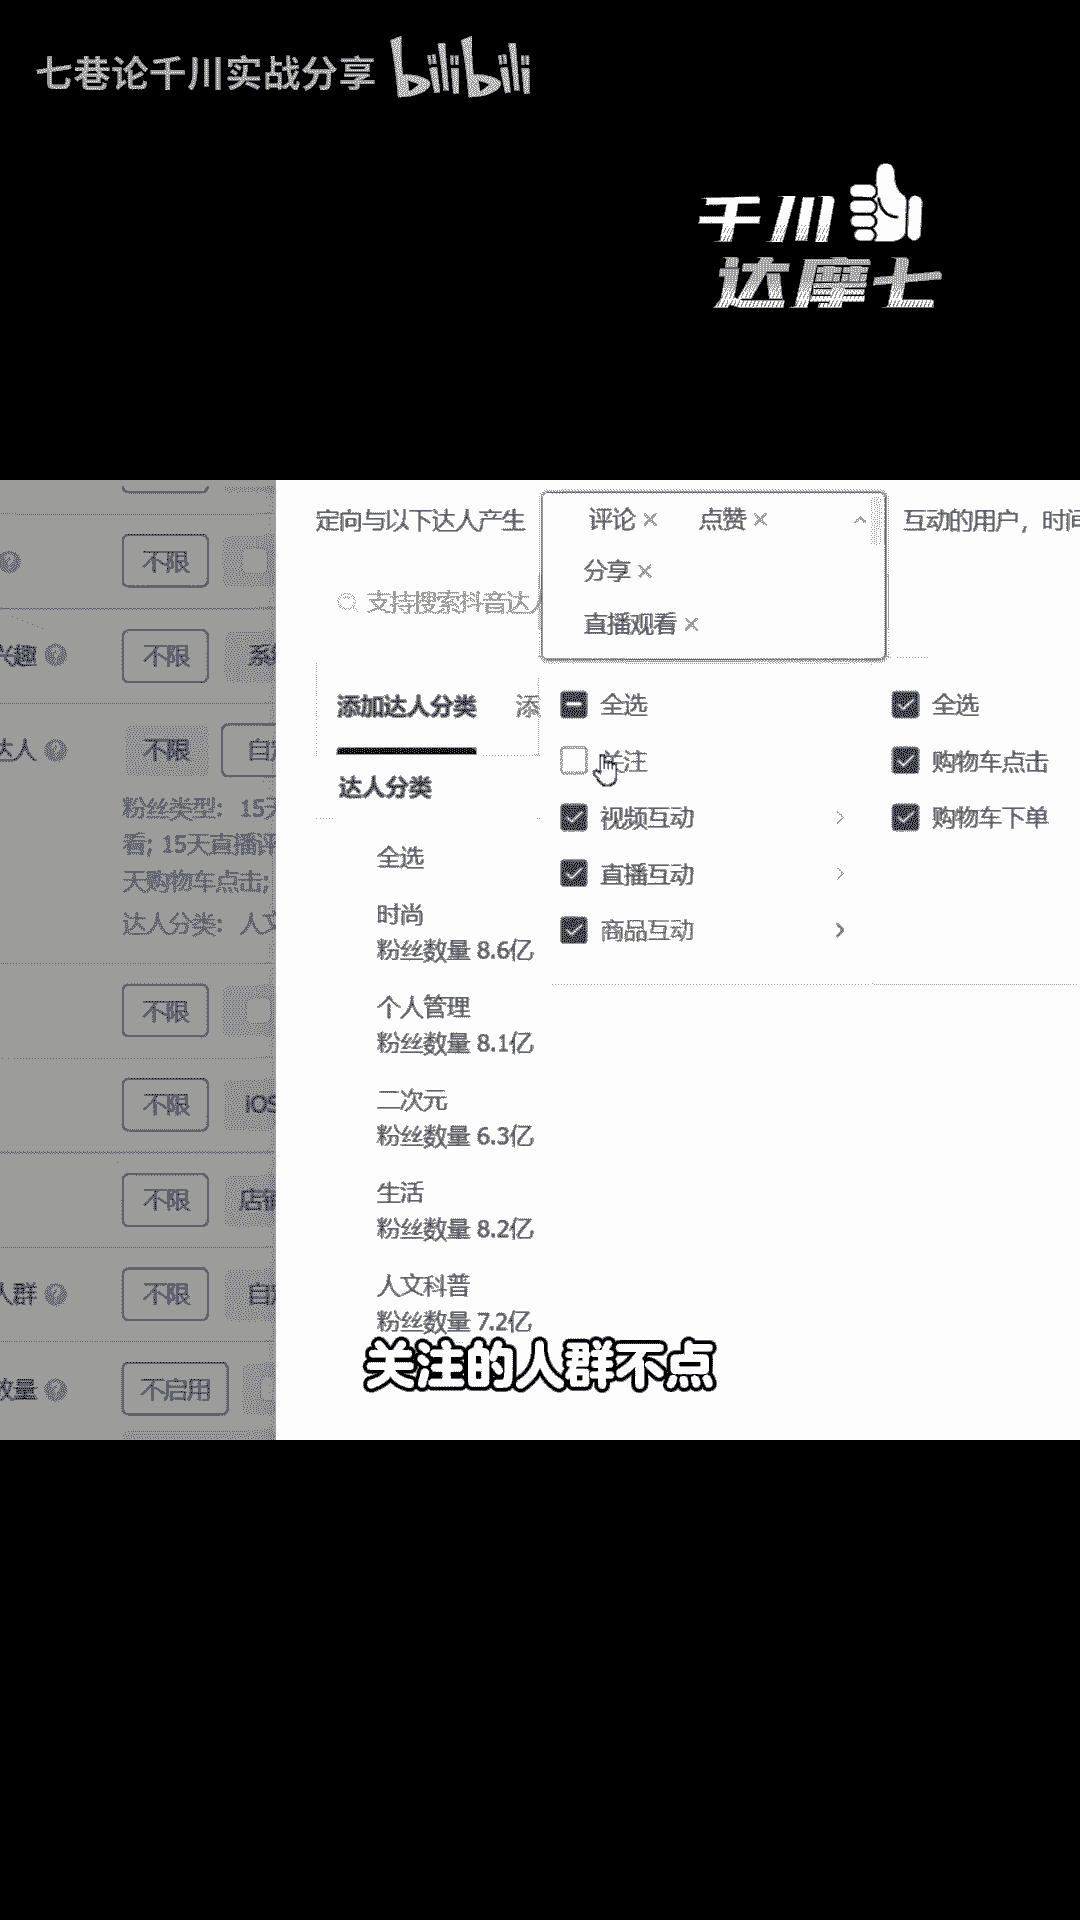 七巷论千川实战分享 bilibili
千川
达摩七
定向与以下达人产生
评论 × 点赞 ×
分享 ×
直播观看 ×
互动的用户，时间
支持搜索抖音达人
添加达人分类 添
达人分类
全选
时尚
粉丝数量 8.6亿
个人管理
粉丝数量 8.1亿
二次元
粉丝数量 6.3亿
生活
粉丝数量 8.2亿
人文科普
粉丝数量 7.2亿
全选
关注
视频互动
直播互动
商品互动
全选
购物车点击
购物车下单
不限
兴趣 不限 系
达人 不限 自
粉丝类型: 15天
看; 15天直播评
天购物车点击;
达人分类: 人文
不限
不限 iOS
不限 店铺
人群 不限 自
数量 不启用
关注的人群不点